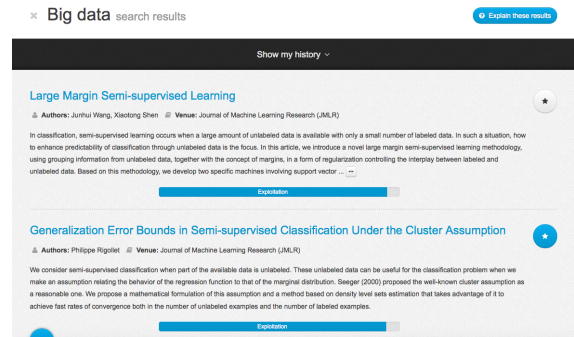 × Big data search results
Explain these results
Show my history
Large Margin Semi-supervised Learning
Authors: Junhui Wang, Xiaotong Shen Venue: Journal of Machine Learning Research (JMLR)
In classification, semi-supervised learning occurs when a large amount of unlabeled data is available with only a small number of labeled data. In such a situation, how
to enhance predictability of classification through unlabeled data is the focus. In this article, we introduce a novel large margin semi-supervised learning methodology,
using grouping information from unlabeled data, together with the concept of margins, in a form of regularization controlling the interplay between labeled and
unlabeled data. Based on this methodology, we develop two specific machines involving support vector ...
Exploitation
Generalization Error Bounds in Semi-supervised Classification Under the Cluster Assumption
Authors: Philippe Rigollet Venue: Journal of Machine Learning Research (JMLR)
We consider semi-supervised classification when part of the available data is unlabeled. These unlabeled data can be useful for the classification problem when we
make an assumption relating the behavior of the regression function to that of the marginal distribution. Seeger (2000) proposed the well-known cluster assumption as
a reasonable one. We propose a mathematical formulation of this assumption and a method based on density level sets estimation that takes advantage of it to
achieve fast rates of convergence both in the number of unlabeled examples and the number of labeled examples.
Exploitation